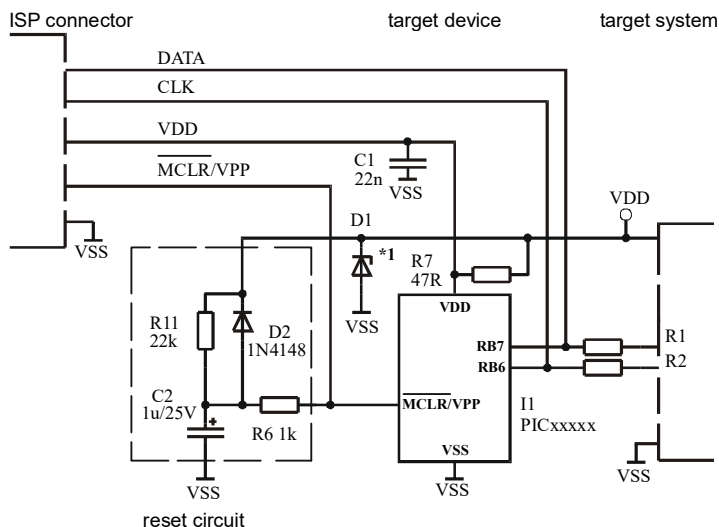 ISP connector target device target system
DATA
CLK
VDD
MCLR/VPP
C1
22n
VSS
VDD
VSS
D1
*1
R7
47R
VSS
VDD
R11
22k
D2
1N4148
RB7
R1
RB6
R2
C2
1u/25V
+
R6 1k
MCLR/VPP
I1
PICxxxxx
VSS
VSS
VSS
VSS
reset circuit